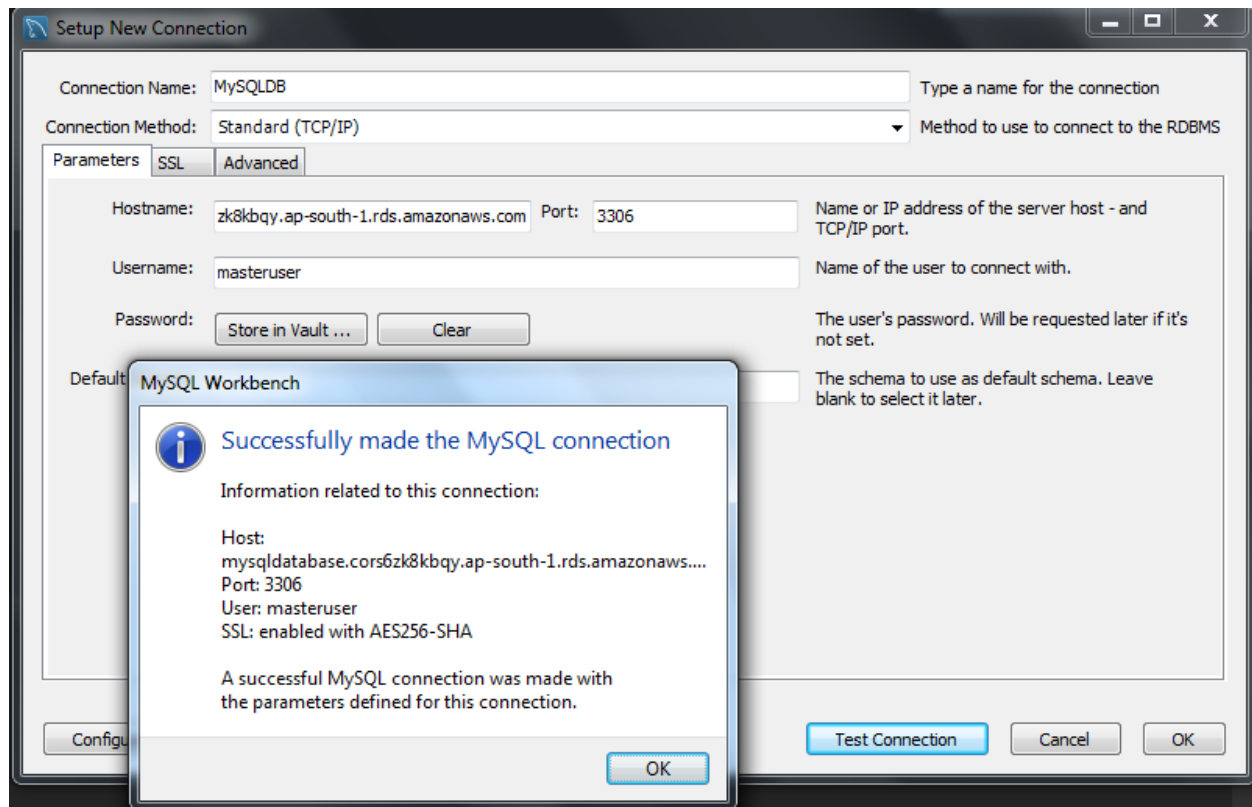 Setup New Connection
Connection Name: MySQLDB Type a name for the connection
Connection Method: Standard (TCP/IP) Method to use to connect to the RDBMS
Parameters SSL Advanced
Hostname: zk8kbqy.ap-south-1.rds.amazonaws.com Port: 3306 Name or IP address of the server host - and
TCP/IP port.
Username: masteruser Name of the user to connect with.
Password: Store in Vault ... Clear The user's password. Will be requested later if it's
not set.
Default The schema to use as default schema. Leave
blank to select it later.
MySQL Workbench
Successfully made the MySQL connection
Information related to this connection:
Host:
mysqldatabase.cors6zk8kbqy.ap-south-1.rds.amazonaws....
Port: 3306
User: masteruser
SSL: enabled with AES256-SHA
A successful MySQL connection was made with
the parameters defined for this connection.
OK
Configu Test Connection Cancel OK